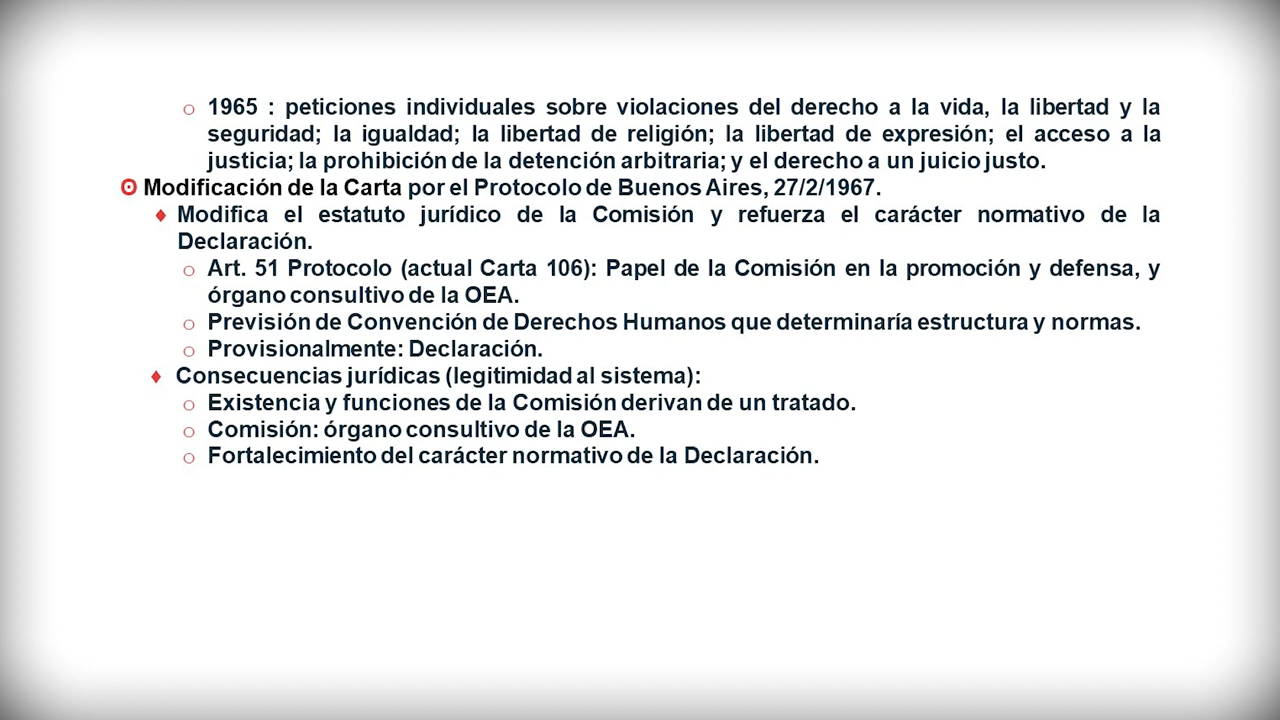 ○ 1965 : peticiones individuales sobre violaciones del derecho a la vida, la libertad y la
seguridad; la igualdad; la libertad de religión; la libertad de expresión; el acceso a la
justicia; la prohibición de la detención arbitraria; y el derecho a un juicio justo.
ʘ Modificación de la Carta por el Protocolo de Buenos Aires, 27/2/1967.
♦ Modifica el estatuto jurídico de la Comisión y refuerza el carácter normativo de la
Declaración.
○ Art. 51 Protocolo (actual Carta 106): Papel de la Comisión en la promoción y defensa, y
órgano consultivo de la OEA.
○ Previsión de Convención de Derechos Humanos que determinaría estructura y normas.
○ Provisionalmente: Declaración.
♦ Consecuencias jurídicas (legitimidad al sistema):
○ Existencia y funciones de la Comisión derivan de un tratado.
○ Comisión: órgano consultivo de la OEA.
○ Fortalecimiento del carácter normativo de la Declaración.